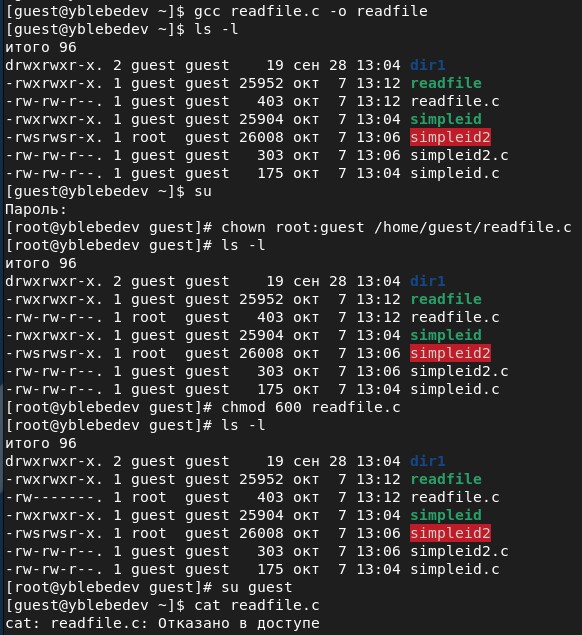 [guest@yblebedev ~]$ gcc readfile.c -o readfile
[guest@yblebedev ~]$ ls -l
итого 96
drwxrwxr-x. 2 guest guest    19 сен 28 13:04 dir1
-rwxrwxr-x. 1 guest guest 25952 окт  7 13:12 readfile
-rw-rw-r--. 1 guest guest   403 окт  7 13:12 readfile.c
-rwxrwxr-x. 1 guest guest 25904 окт  7 13:04 simpleid
-rwsrwsr-x. 1 root  guest 26008 окт  7 13:06 simpleid2
-rw-rw-r--. 1 guest guest   303 окт  7 13:06 simpleid2.c
-rw-rw-r--. 1 guest guest   175 окт  7 13:04 simpleid.c
[guest@yblebedev ~]$ su
Пароль:
[root@yblebedev guest]# chown root:guest /home/guest/readfile.c
[root@yblebedev guest]# ls -l
итого 96
drwxrwxr-x. 2 guest guest    19 сен 28 13:04 dir1
-rwxrwxr-x. 1 guest guest 25952 окт  7 13:12 readfile
-rw-rw-r--. 1 root  guest   403 окт  7 13:12 readfile.c
-rwxrwxr-x. 1 guest guest 25904 окт  7 13:04 simpleid
-rwsrwsr-x. 1 root  guest 26008 окт  7 13:06 simpleid2
-rw-rw-r--. 1 guest guest   303 окт  7 13:06 simpleid2.c
-rw-rw-r--. 1 guest guest   175 окт  7 13:04 simpleid.c
[root@yblebedev guest]# chmod 600 readfile.c
[root@yblebedev guest]# ls -l
итого 96
drwxrwxr-x. 2 guest guest    19 сен 28 13:04 dir1
-rwxrwxr-x. 1 guest guest 25952 окт  7 13:12 readfile
-rw-------. 1 root  guest   403 окт  7 13:12 readfile.c
-rwxrwxr-x. 1 guest guest 25904 окт  7 13:04 simpleid
-rwsrwsr-x. 1 root  guest 26008 окт  7 13:06 simpleid2
-rw-rw-r--. 1 guest guest   303 окт  7 13:06 simpleid2.c
-rw-rw-r--. 1 guest guest   175 окт  7 13:04 simpleid.c
[root@yblebedev guest]# su guest
[guest@yblebedev ~]$ cat readfile.c
cat: readfile.c: Отказано в доступе